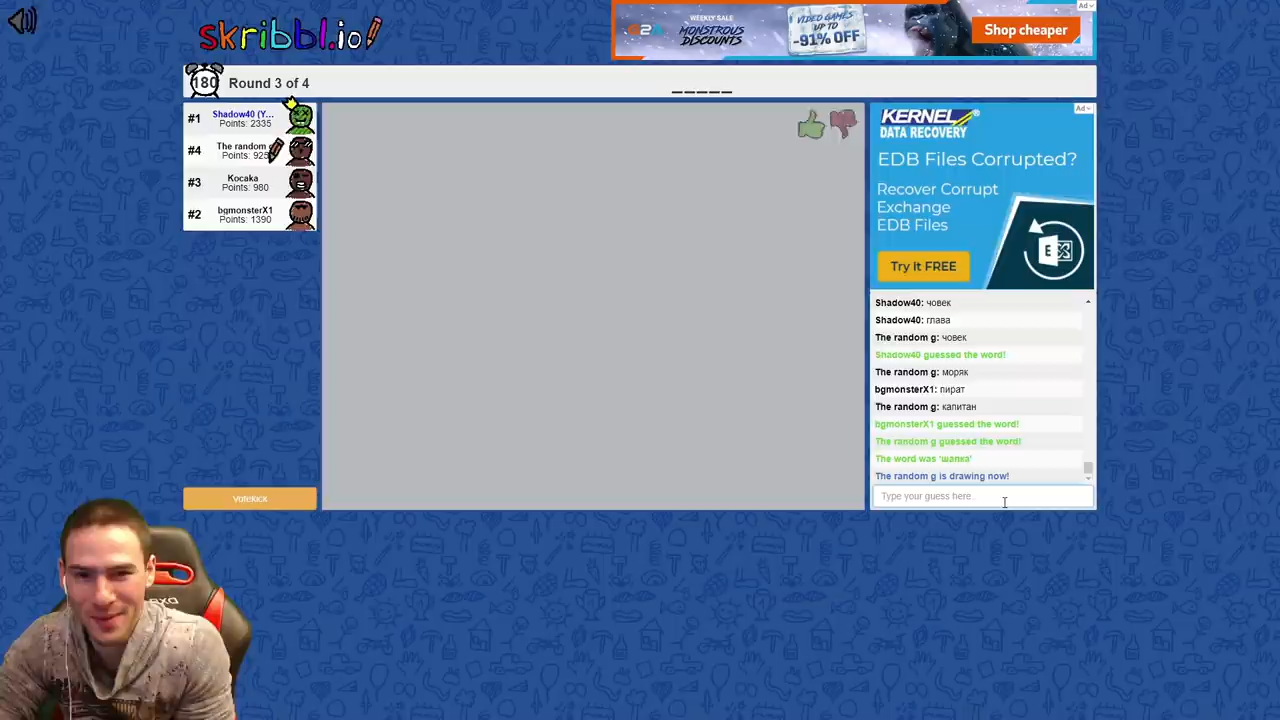 skribbl.io
WEEKLY SALE
MONSTROUS
DISCOUNTS
VIDEO GAMES
UP TO
-91% OFF
Shop cheaper
Ad
180
Round 3 of 4
_____
#1
Shadow40 (Y...
Points: 2335
#4
The random g
Points: 925
#3
Kocaka
Points: 980
#2
bgmonsterX1
Points: 1390
Votekick
Ad
KERNEL
DATA RECOVERY
EDB Files Corrupted?
Recover Corrupt
Exchange
EDB Files
Try it FREE
Shadow40: човек
Shadow40: глава
The random g: човек
Shadow40 guessed the word!
The random g: моряк
bgmonsterX1: пират
The random g: капитан
bgmonsterX1 guessed the word!
The random g guessed the word!
The word was 'шапка'
The random g is drawing now!
Type your guess here